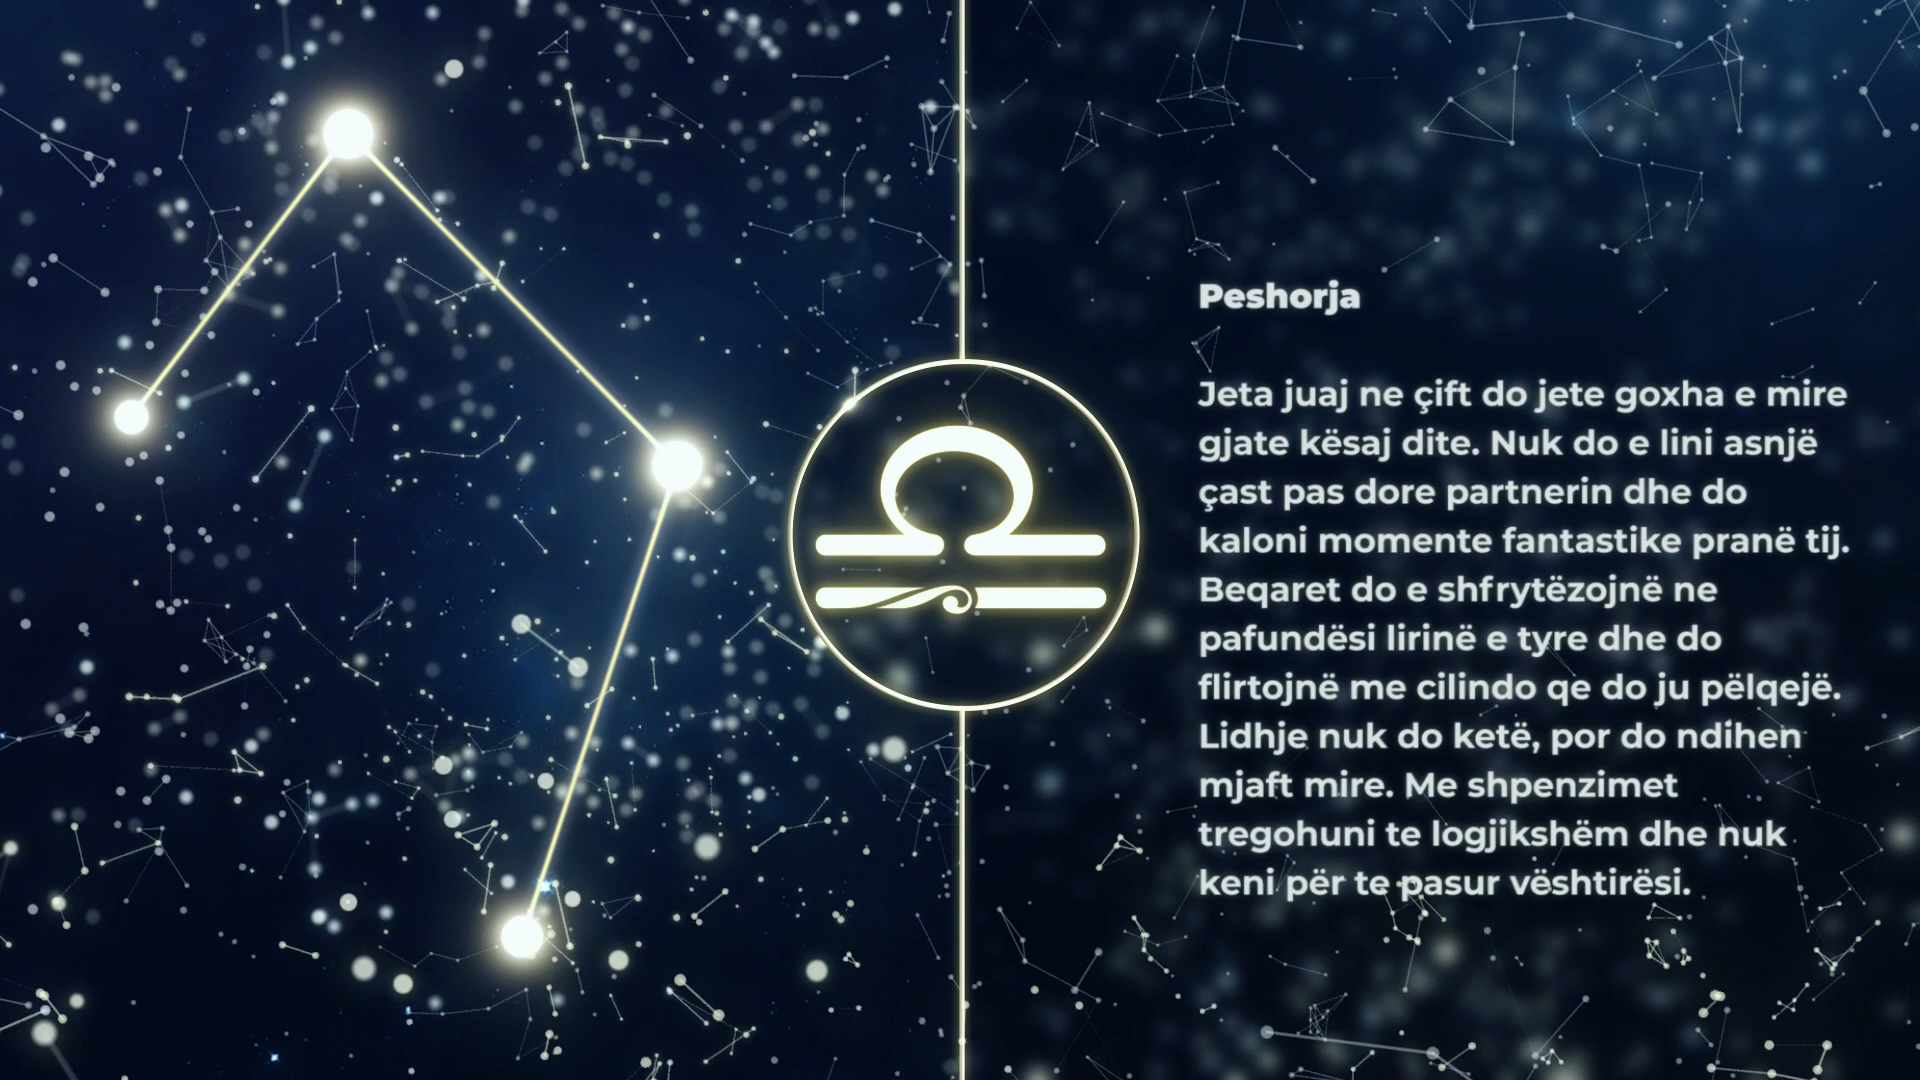 Peshorja
Jeta juaj ne çift do jete goxha e mire
gjate kësaj dite. Nuk do e lini asnjë
çast pas dore partnerin dhe do
kaloni momente fantastike pranë tij.
Beqaret do e shfrytëzojnë ne
pafundësi lirinë e tyre dhe do
flirtojnë me cilindo qe do ju pëlqejë.
Lidhje nuk do ketë, por do ndihen
mjaft mire. Me shpenzimet
tregohuni te logjikshëm dhe nuk
keni për te pasur vështirësi.